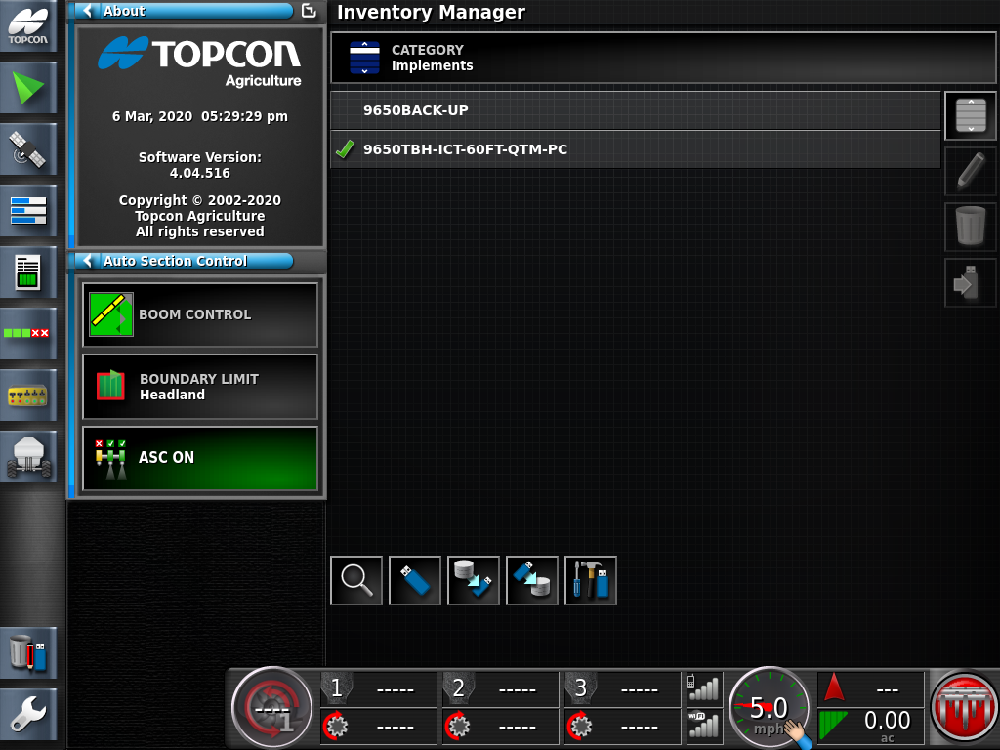 TOPCON
About
TOPCON
Agriculture
6 Mar, 2020 05:29:29 pm
Software Version:
4.04.516
Copyright © 2002-2020
Topcon Agriculture
All rights reserved
Auto Section Control
BOOM CONTROL
BOUNDARY LIMIT
Headland
ASC ON
Inventory Manager
CATEGORY
Implements
9650BACK-UP
9650TBH-ICT-60FT-QTM-PC
---
1
1 -----
-----
2 -----
-----
3 -----
-----
WiFi
5.0
mph
---
0.00
ac